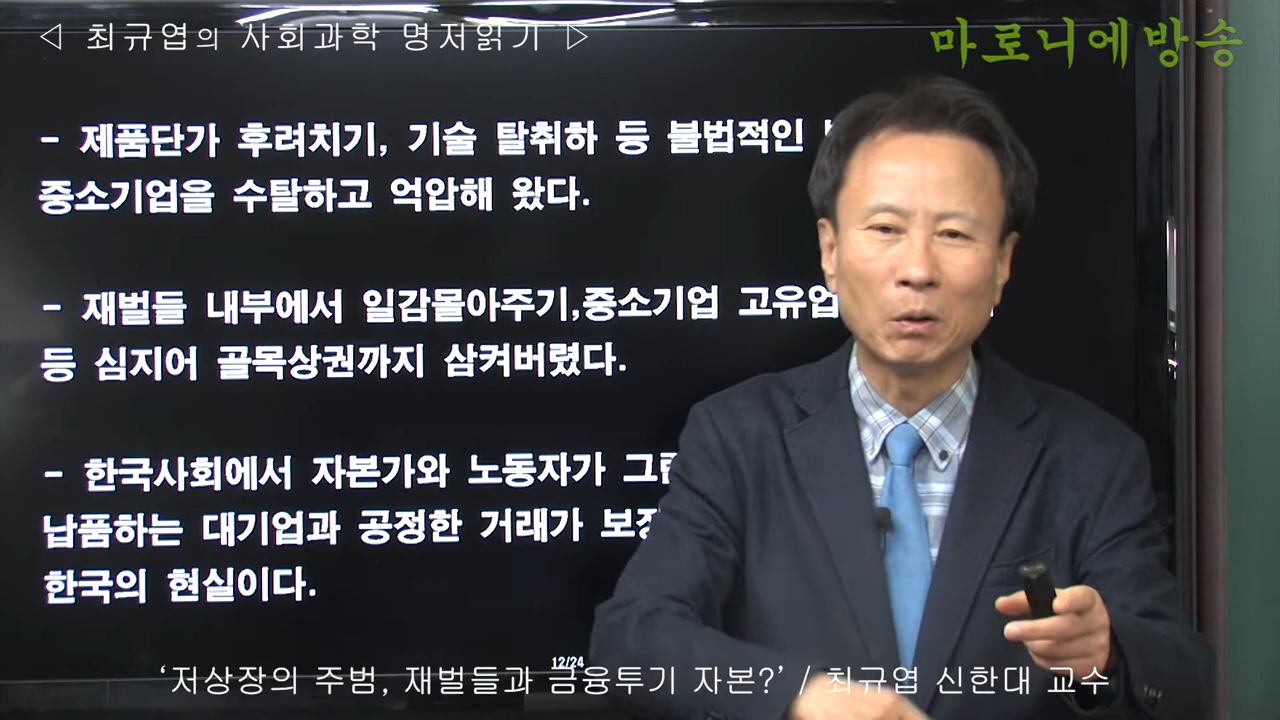 ◁ 최규엽의 사회과학 명저읽기 ▷
마로니에방송
- 제품단가 후려치기, 기술 탈취하 등 불법적인
중소기업을 수탈하고 억압해 왔다.
- 재벌들 내부에서 일감몰아주기,중소기업
등 심지어 골목상권까지 삼켜버렸다.
- 한국사회에서 자본가와 노동자가
납품하는 대기업과 공정한 거래가
한국의 현실이다.
12/24
‘저상장의 주범, 재벌들과 금융투기 자본?’ / 최규엽 신한대 교수